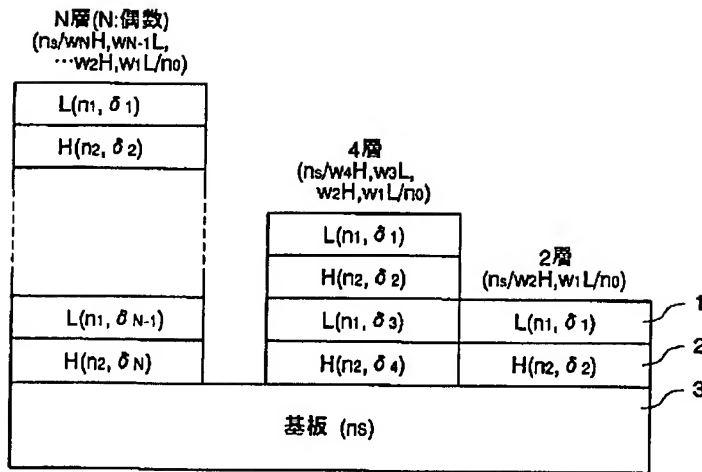 N層(N:偶数)
(ns/wNH,wN-1L,
…w2H,w1L/n0)
L(n1, δ1)
H(n2, δ2)
L(n1, δN-1)
H(n2, δN)
4層
(ns/w4H,w3L,
w2H,w1L/n0)
L(n1, δ1)
H(n2, δ2)
L(n1, δ3)
H(n2, δ4)
2層
(ns/w2H,w1L/n0)
L(n1, δ1)
H(n2, δ2)
1
2
3
基板 (ns)